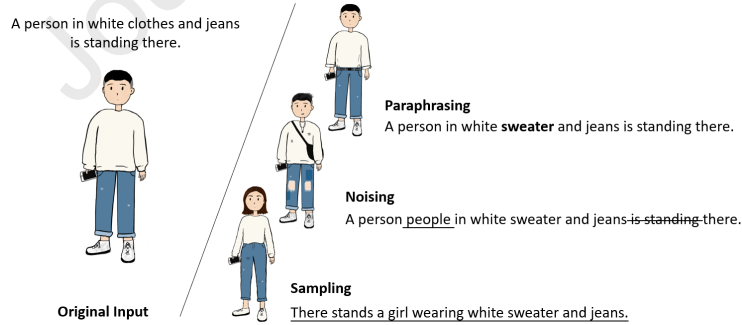 A person in white clothes and jeans
is standing there.
Original Input
Paraphrasing
A person in white sweater and jeans is standing there.
Noising
A person people in white sweater and jeans is standing there.
Sampling
There stands a girl wearing white sweater and jeans.